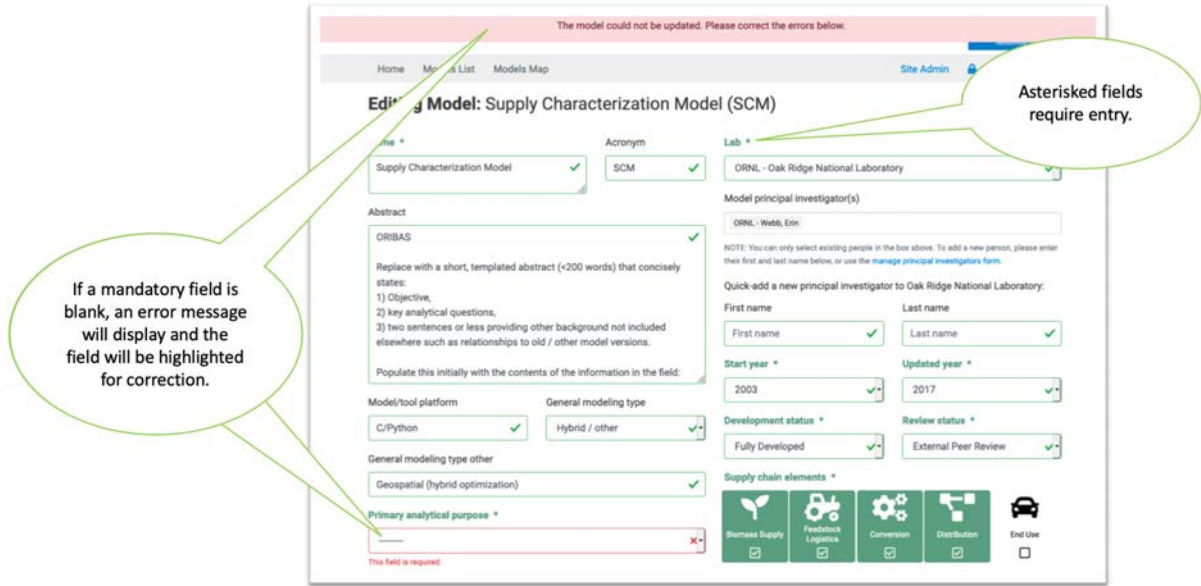 The model could not be updated. Please correct the errors below.
Home
List
Models Map
Site Admin
Asterisked fields
require entry.
Editing Model: Supply Characterization Model (SCM)
Acronym
Lab *
Supply Characterization Model
SCM
ORNL - Oak Ridge National Laboratory
Model principal investigator(s)
ORNL - Webb, Erin
NOTE: You can only select existing people in the box above. To add a new person, please enter
their first and last name below, or use the manage principal investigators form.
Quick-add a new principal investigator to Oak Ridge National Laboratory:
First name
Last name
First name
Last name
Start year *
Updated year *
2003
2017
Development status *
Review status *
Fully Developed
External Peer Review
Supply chain elements *
Biomass Supply
Feedstock
Logistics
Conversion
Distribution
End Use
Abstract
ORIBAS
Replace with a short, templated abstract (<200 words) that concisely
states:
1) Objective,
2) key analytical questions,
3) two sentences or less providing other background not included
elsewhere such as relationships to old / other model versions.
Populate this initially with the contents of the information in the field:
Model/tool platform
General modeling type
C/Python
Hybrid / other
General modeling type other
Geospatial (hybrid optimization)
Primary analytical purpose *
---------
This field is required.
If a mandatory field is
blank, an error message
will display and the
field will be highlighted
for correction.